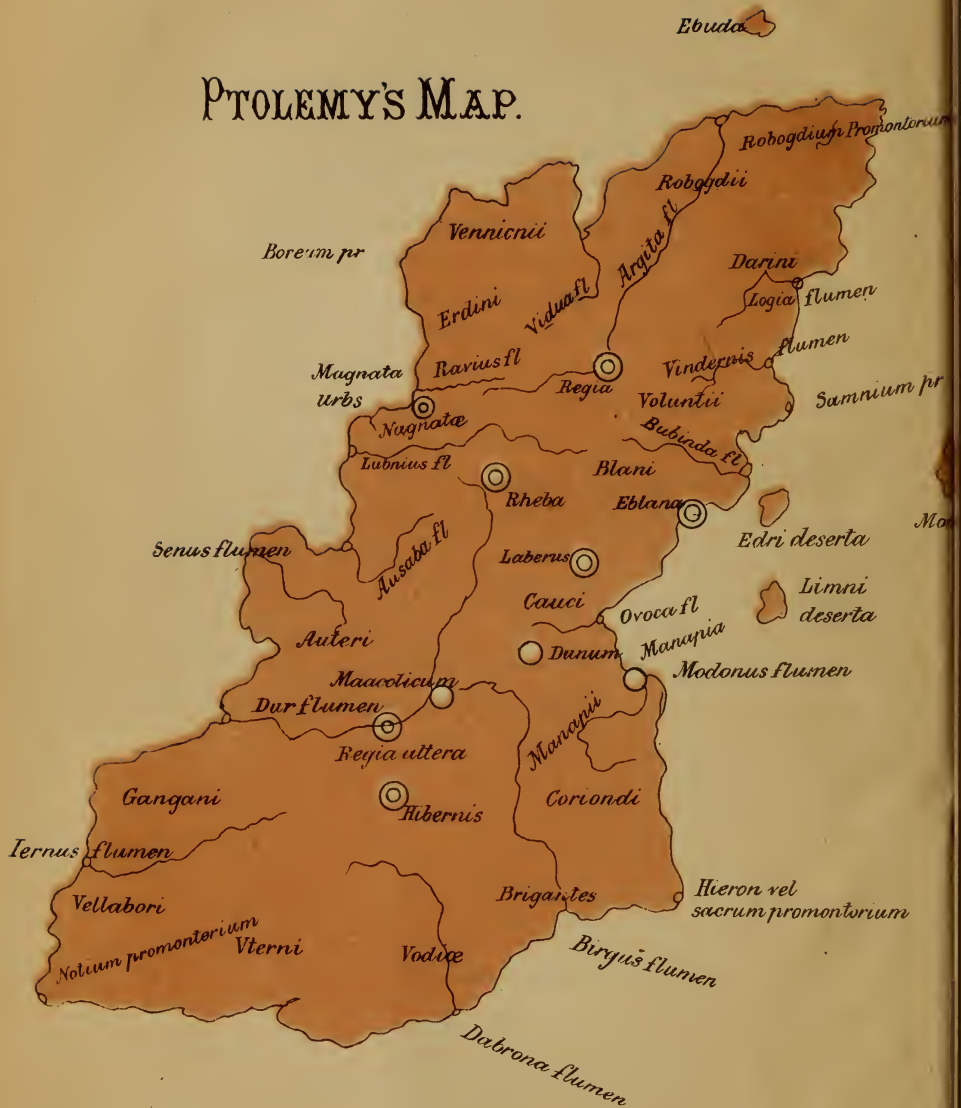 Ebuda
PTOLEMY'S MAP.
Robogdium Promontorium
Robogdii
Vennicnii
Boreum pr
Argita fl
Darini
Logia flumen
Erdini
Vidua fl
Vindernis flumen
Magnata
Urbs
Ravius fl
Regia
Voluntii
Samnium pr
Nagnatæ
Bubinda fl
Lubnius fl
Blani
Rheba
Eblana
Edri deserta
Senus flumen
Ausaba fl
Laberus
Limni
deserta
Cauci
Ovoca fl
Auteri
Dunum
Manapia
Maacolicum
Modonus flumen
Dur flumen
Regia ultera
Manapii
Gangani
Hibernis
Coriondi
Iernus flumen
Vellabori
Brigantes
Hieron vel
sacrum promontorium
Notium promontorium
Vterni
Vodiæ
Birgus flumen
Dabrona flumen